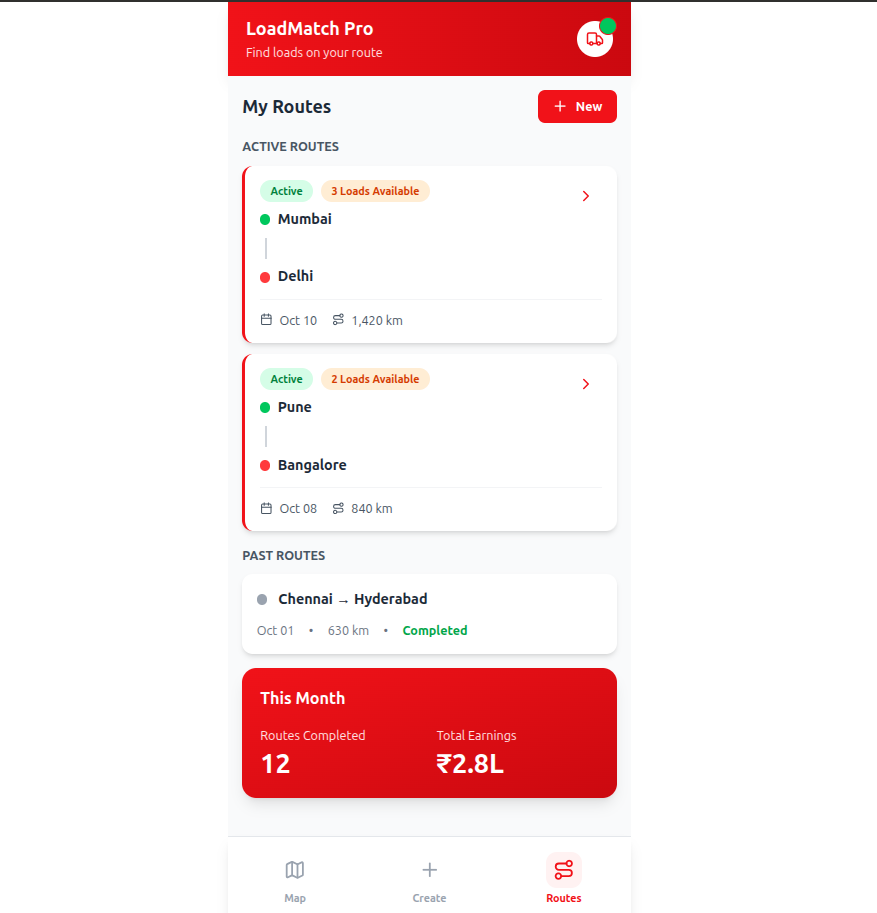 LoadMatch Pro
Find loads on your route
My Routes
+ New
ACTIVE ROUTES
Active 3 Loads Available
Mumbai
Delhi
Oct 10 1,420 km
Active 2 Loads Available
Pune
Bangalore
Oct 08 840 km
PAST ROUTES
Chennai → Hyderabad
Oct 01 • 630 km • Completed
This Month
Routes Completed Total Earnings
12 ₹2.8L
Map Create Routes